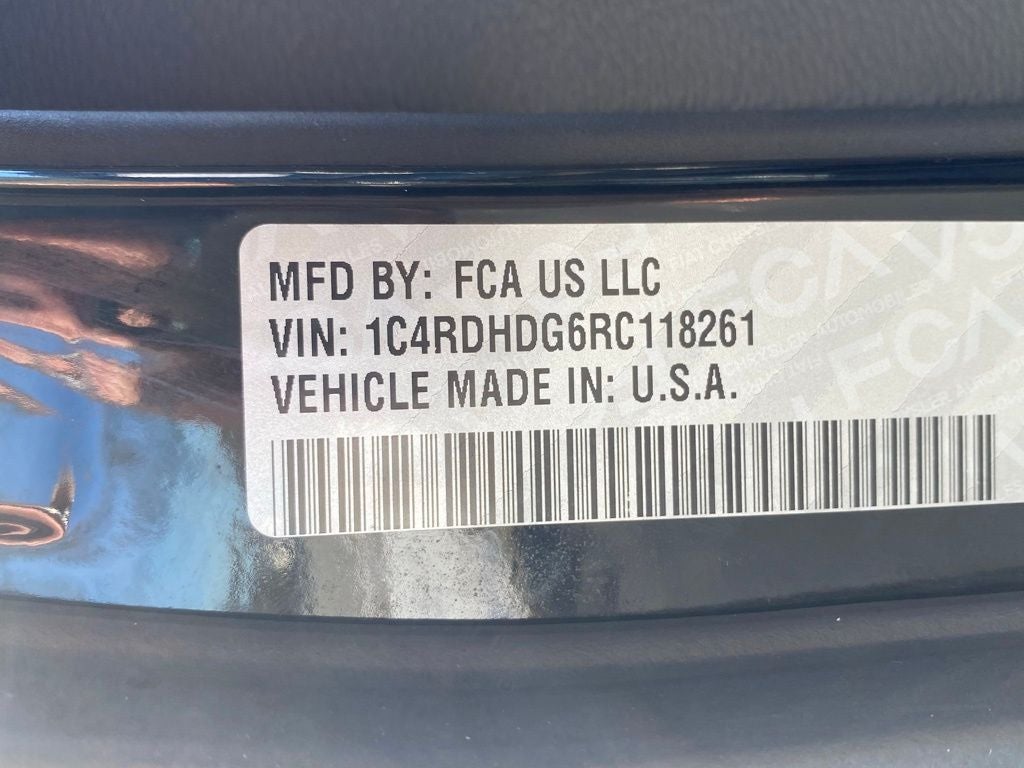 MFD BY: FCA US LLC
VIN: 1C4RDHDG6RC118261
VEHICLE MADE IN: U.S.A.